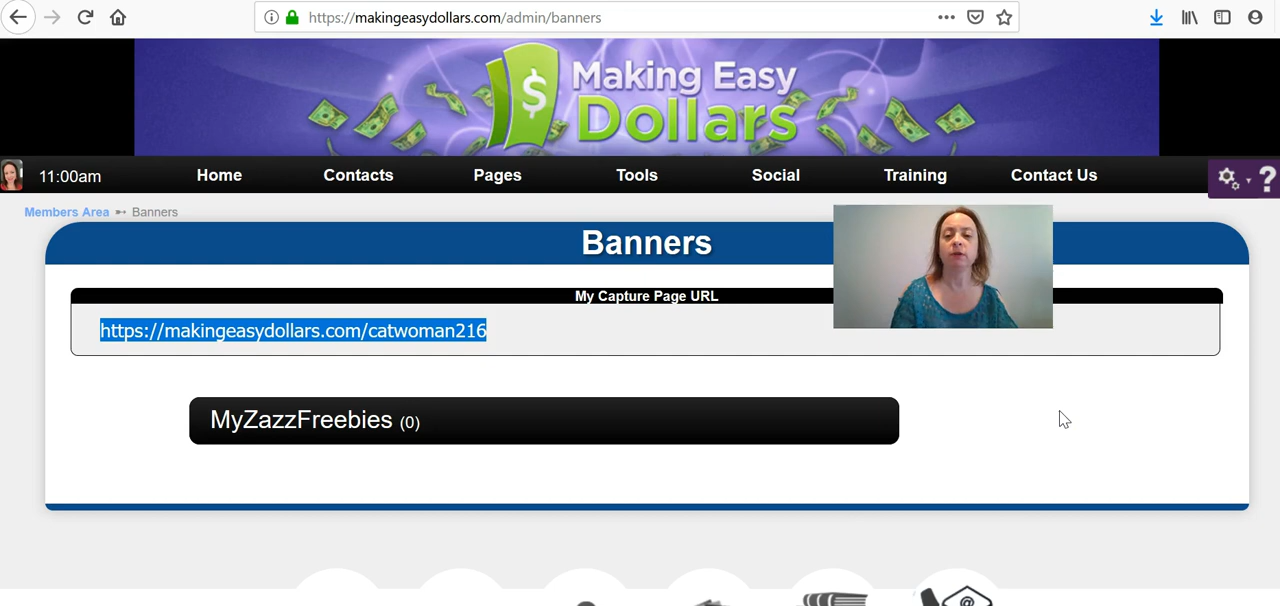 https://makingeasydollars.com/admin/banners
Making Easy
Dollars
$
11:00am
Home
Contacts
Pages
Tools
Social
Training
Contact Us
?
Members Area ➸ Banners
Banners
My Capture Page URL
https://makingeasydollars.com/catwoman216
MyZazzFreebies (0)
@